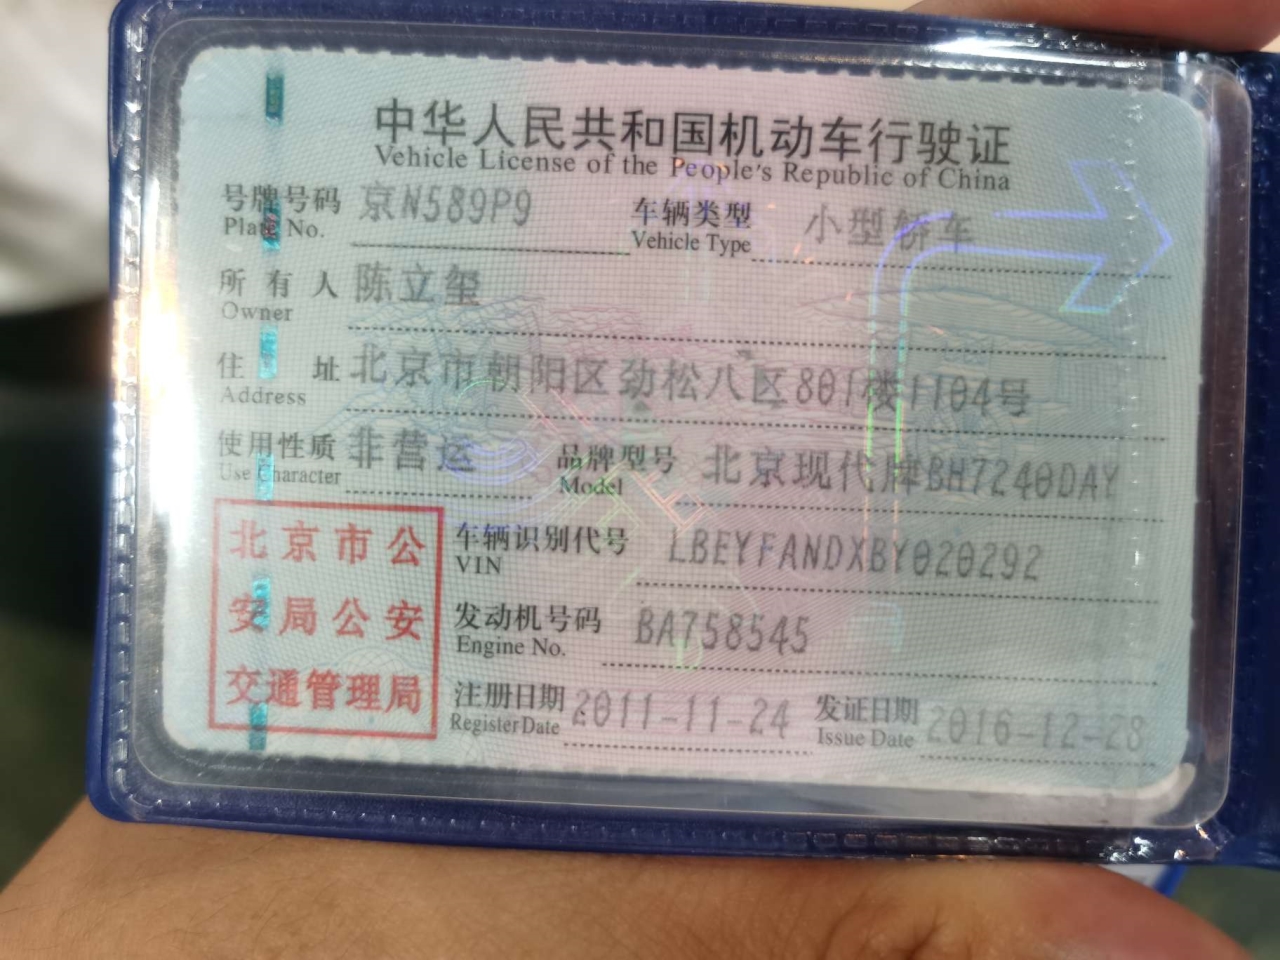 中华人民共和国机动车行驶证
Vehicle License of the People's Republic of China
号牌号码 京N589P9 车辆类型 小型轿车
Plate No. Vehicle Type
所有人 陈立玺
Owner
住址 北京市朝阳区劲松八区801楼1104号
Address
使用性质 非营运 品牌型号 北京现代牌BH7240DAY
Use Character Model
北京市公安局公安交通管理局
车辆识别代号 LBEYFANDXBY020292
VIN
发动机号码 BA758545
Engine No.
注册日期 2011-11-24 发证日期 2016-12-28
Register Date Issue Date